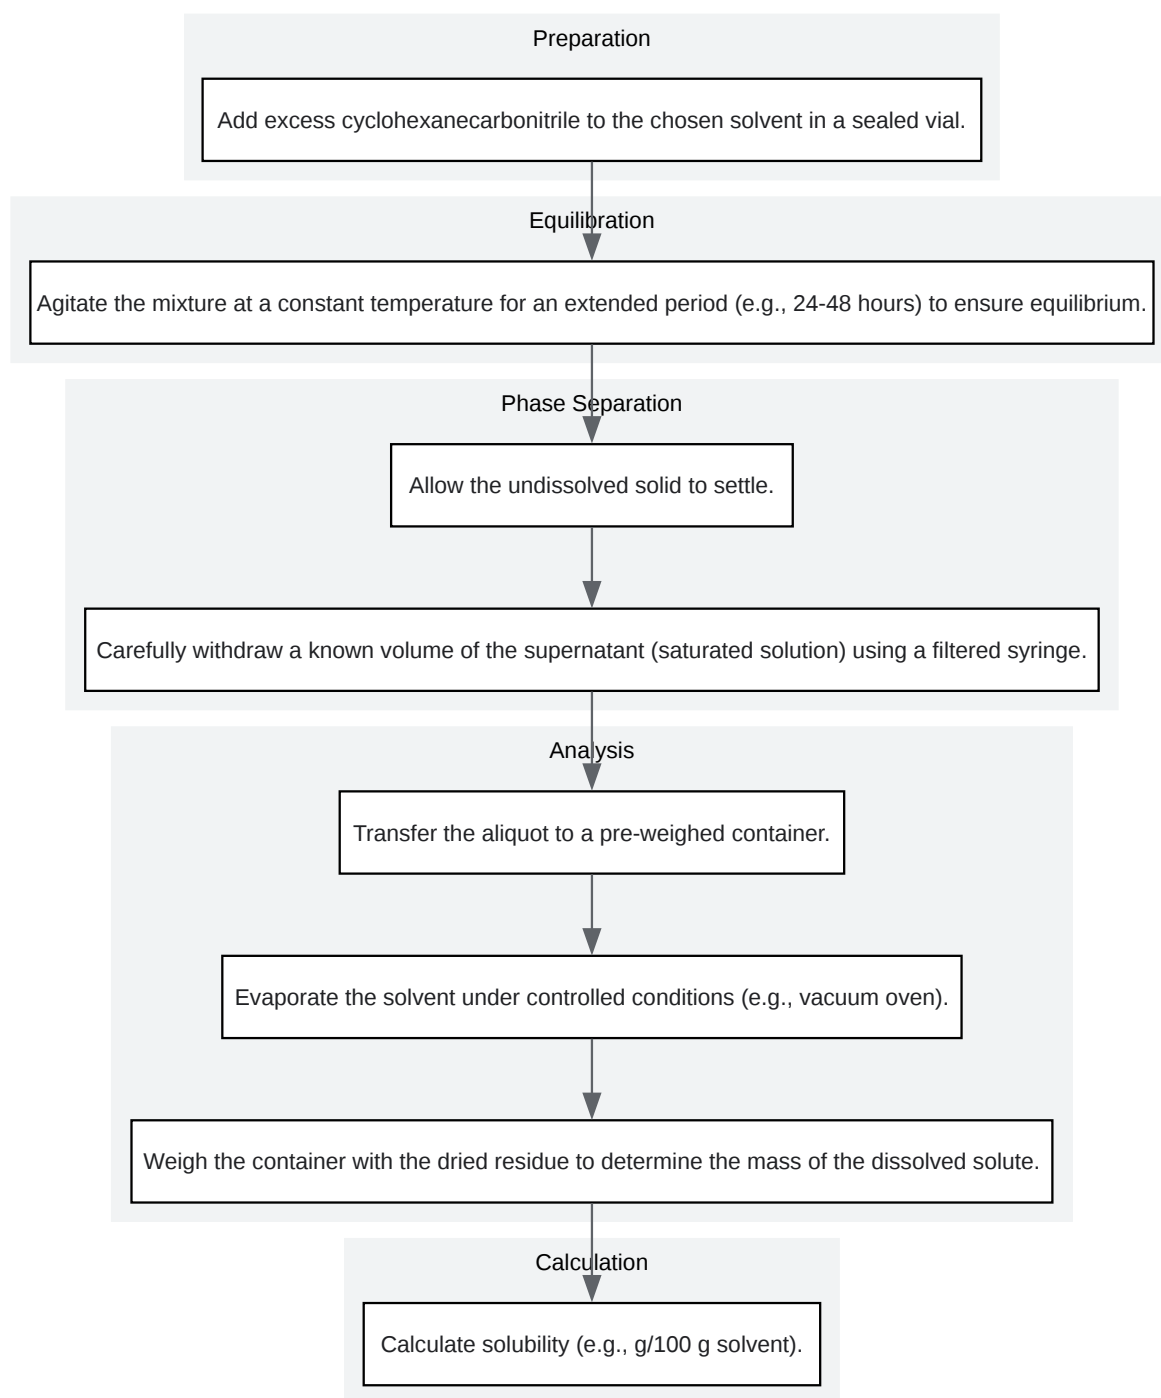 Preparation
Add excess cyclohexanecarbonitrile to the chosen solvent in a sealed vial.
Equilibration
Agitate the mixture at a constant temperature for an extended period (e.g., 24-48 hours) to ensure equilibrium.
Phase Separation
Allow the undissolved solid to settle.
Carefully withdraw a known volume of the supernatant (saturated solution) using a filtered syringe.
Analysis
Transfer the aliquot to a pre-weighed container.
Evaporate the solvent under controlled conditions (e.g., vacuum oven).
Weigh the container with the dried residue to determine the mass of the dissolved solute.
Calculation
Calculate solubility (e.g., g/100 g solvent).